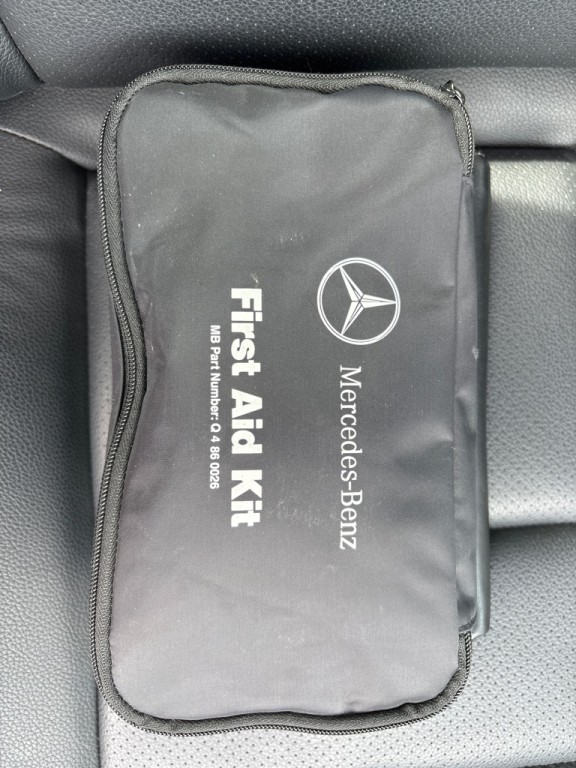 Mercedes-Benz
First Aid Kit
MB Part Number: Q 4 86 0026